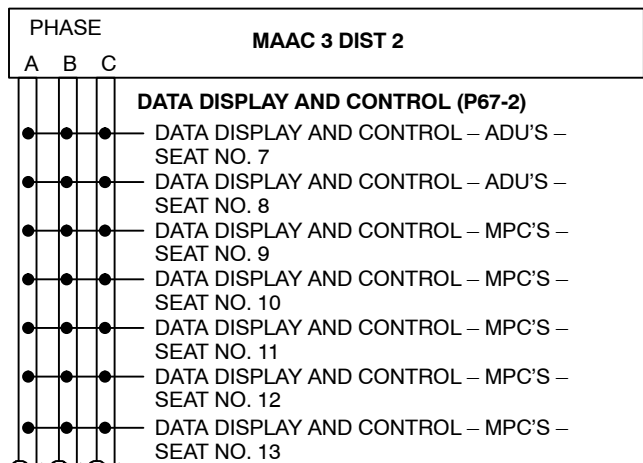 PHASE
MAAC 3 DIST 2
A B C
DATA DISPLAY AND CONTROL (P67-2)
DATA DISPLAY AND CONTROL – ADU'S –
SEAT NO. 7
DATA DISPLAY AND CONTROL – ADU'S –
SEAT NO. 8
DATA DISPLAY AND CONTROL – MPC'S –
SEAT NO. 9
DATA DISPLAY AND CONTROL – MPC'S –
SEAT NO. 10
DATA DISPLAY AND CONTROL – MPC'S –
SEAT NO. 11
DATA DISPLAY AND CONTROL – MPC'S –
SEAT NO. 12
DATA DISPLAY AND CONTROL – MPC'S –
SEAT NO. 13